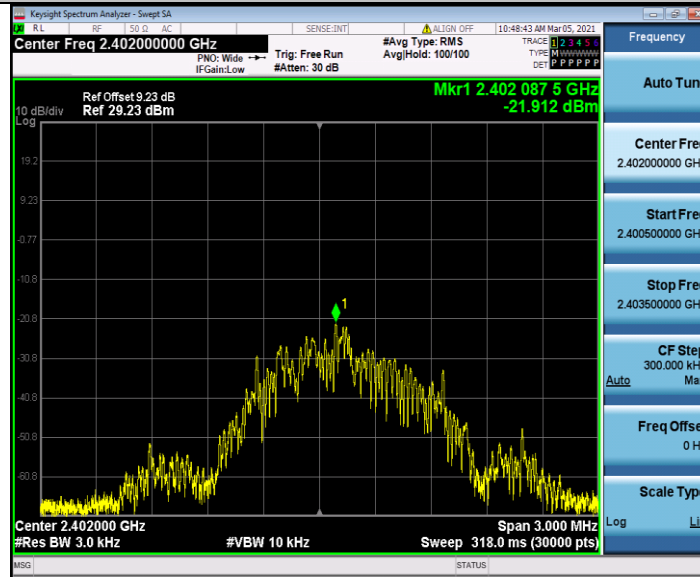 Keysight Spectrum Analyzer - Swept SA
RL RF 50 Ω AC SENSE:INT ALIGN OFF 10:48:43 AM Mar 05, 2021
Center Freq 2.402000000 GHz
PNO: Wide
IFGain:Low
Trig: Free Run
#Atten: 30 dB
#Avg Type: RMS
Avg|Hold: 100/100
TRACE 1 2 3 4 5 6
TYPE M WWWWW
DET P P P P P P
Mkr1 2.402 087 5 GHz
-21.912 dBm
Ref Offset 9.23 dB
10 dB/div Ref 29.23 dBm
Log
19.2
9.23
-0.77
-10.8
-20.8
-30.8
-40.8
-50.8
-60.8
1
Center 2.402000 GHz Span 3.000 MHz
#Res BW 3.0 kHz #VBW 10 kHz Sweep 318.0 ms (30000 pts)
MSG STATUS
Frequency
Auto Tun
Center Fre
2.402000000 GH
Start Fre
2.400500000 GH
Stop Fre
2.403500000 GH
CF Ste
300.000 kH
Auto Ma
Freq Offse
0 H
Scale Typ
Log Li